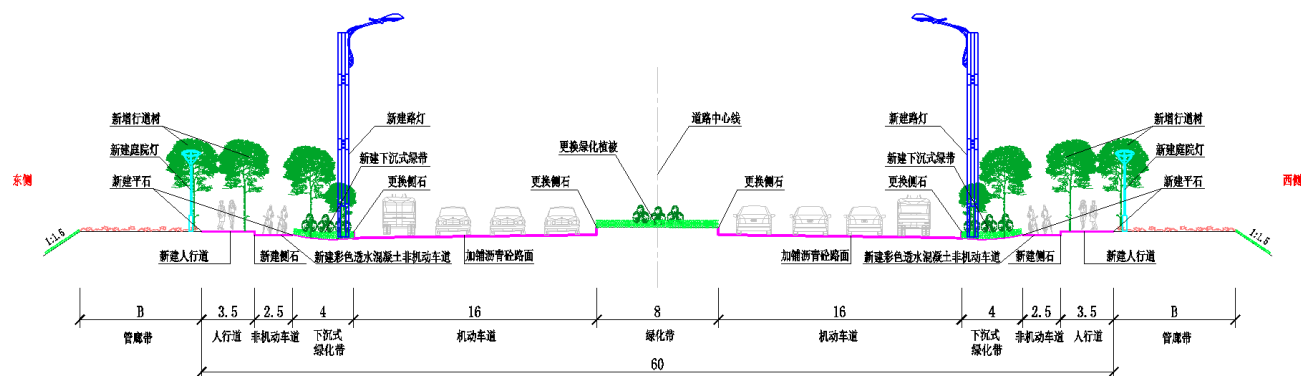 新增行道树
新建路灯
道路中心线
新建路灯
新增行道树
新建庭院灯
新建下沉式绿带
更换绿化植被
新建下沉式绿带
新建庭院灯
东侧
新建平石
更换侧石
更换侧石
更换侧石
更换侧石
新建平石
西侧
1:1.5
1:1.5
新建人行道
新建侧石
新建彩色透水混凝土非机动车道
加铺沥青砼路面
加铺沥青砼路面
新建彩色透水混凝土非机动车道
新建侧石
新建人行道
B
3.5
2.5
4
16
8
16
4
2.5
3.5
B
管廊带
人行道
非机动车道
下沉式
绿化带
机动车道
绿化带
机动车道
下沉式
绿化带
非机动车道
人行道
管廊带
60